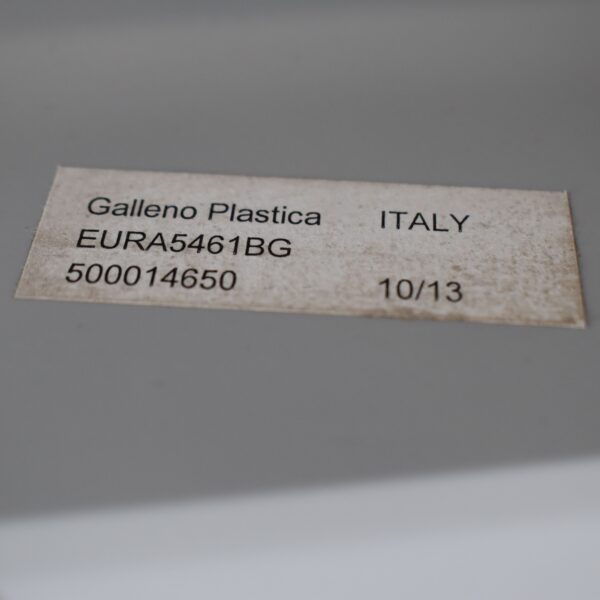 Galleno Plastica ITALY
EURA5461BG
500014650 10/13